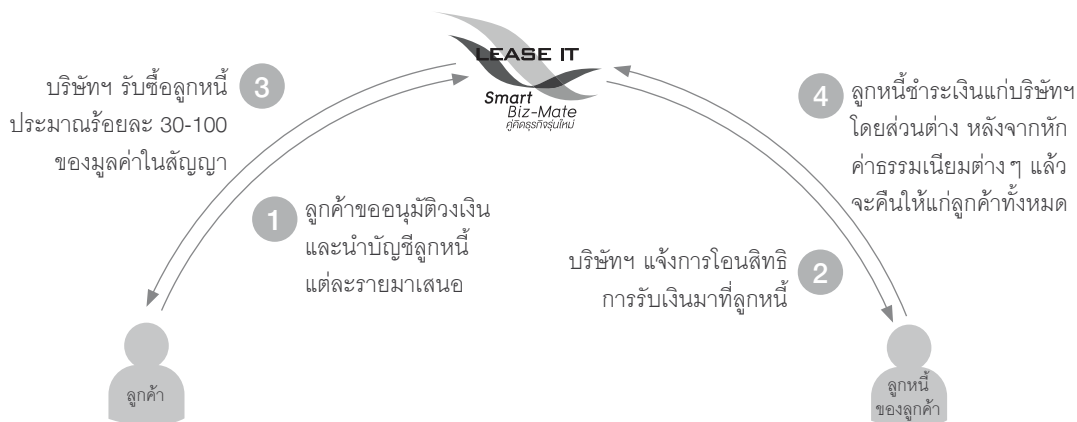 LEASE IT
Smart
Biz-Mate
คู่คิดธุรกิจรุ่นใหม่
3
บริษัทฯ รับซื้อลูกหนี้
ประมาณร้อยละ 30-100
ของมูลค่าในสัญญา
1
ลูกค้าขออนุมัติวงเงิน
และนำบัญชีลูกหนี้
แต่ละรายมาเสนอ
4
ลูกหนี้ชำระเงินแก่บริษัทฯ
โดยส่วนต่าง หลังจากหัก
ค่าธรรมเนียมต่าง ๆ แล้ว
จะคืนให้แก่ลูกค้าทั้งหมด
2
บริษัทฯ แจ้งการโอนสิทธิ
การรับเงินมาที่ลูกหนี้
ลูกค้า
ลูกหนี้
ของลูกค้า